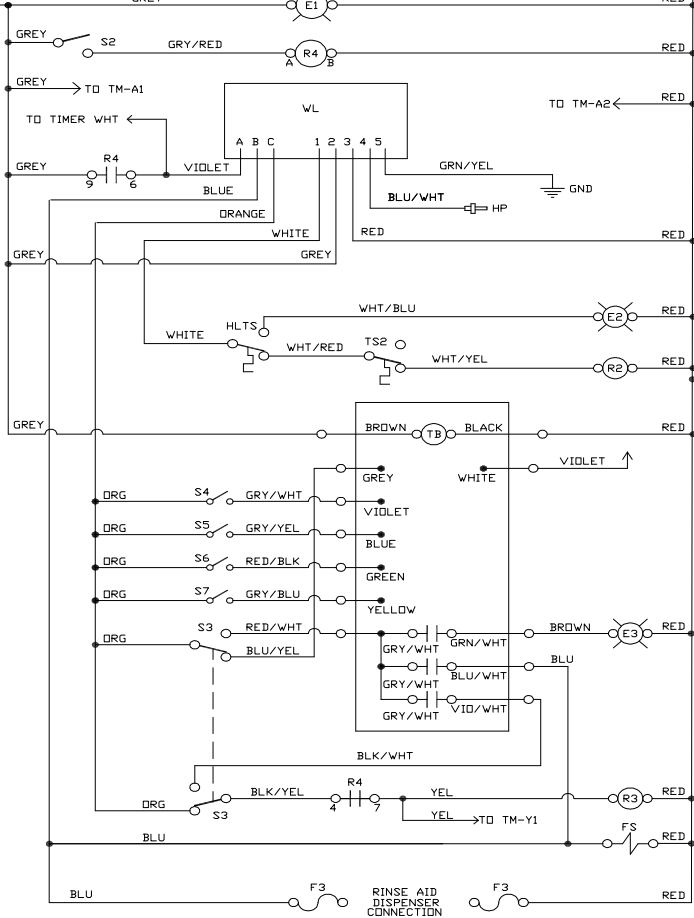 GREY E1 RED
GREY S2 GRY/RED R4 RED
A B
GREY TO TM-A1
WL TO TM-A2 RED
TO TIMER WHT
A B C 1 2 3 4 5
GREY R4 VIOLET GRN/YEL
9 6
BLUE BLU/WHT GND
ORANGE HP
WHITE RED RED
GREY GREY
WHT/BLU E2 RED
HLTS
WHITE WHT/RED TS2 WHT/YEL R2 RED
GREY BROWN TB BLACK RED
GREY WHITE VIOLET
ORG S4 GRY/WHT
VIOLET
ORG S5 GRY/YEL
BLUE
ORG S6 RED/BLK
GREEN
ORG S7 GRY/BLU
YELLOW
S3 RED/WHT BROWN E3 RED
ORG BLU/YEL GRY/WHT GRN/WHT
BLU
GRY/WHT BLU/WHT
GRY/WHT VIO/WHT
BLK/WHT
ORG BLK/YEL R4 YEL R3 RED
S3 4 7
YEL TO TM-Y1
BLU FS RED
BLU F3 RINSE AID F3 RED
DISPENSER
CONNECTION